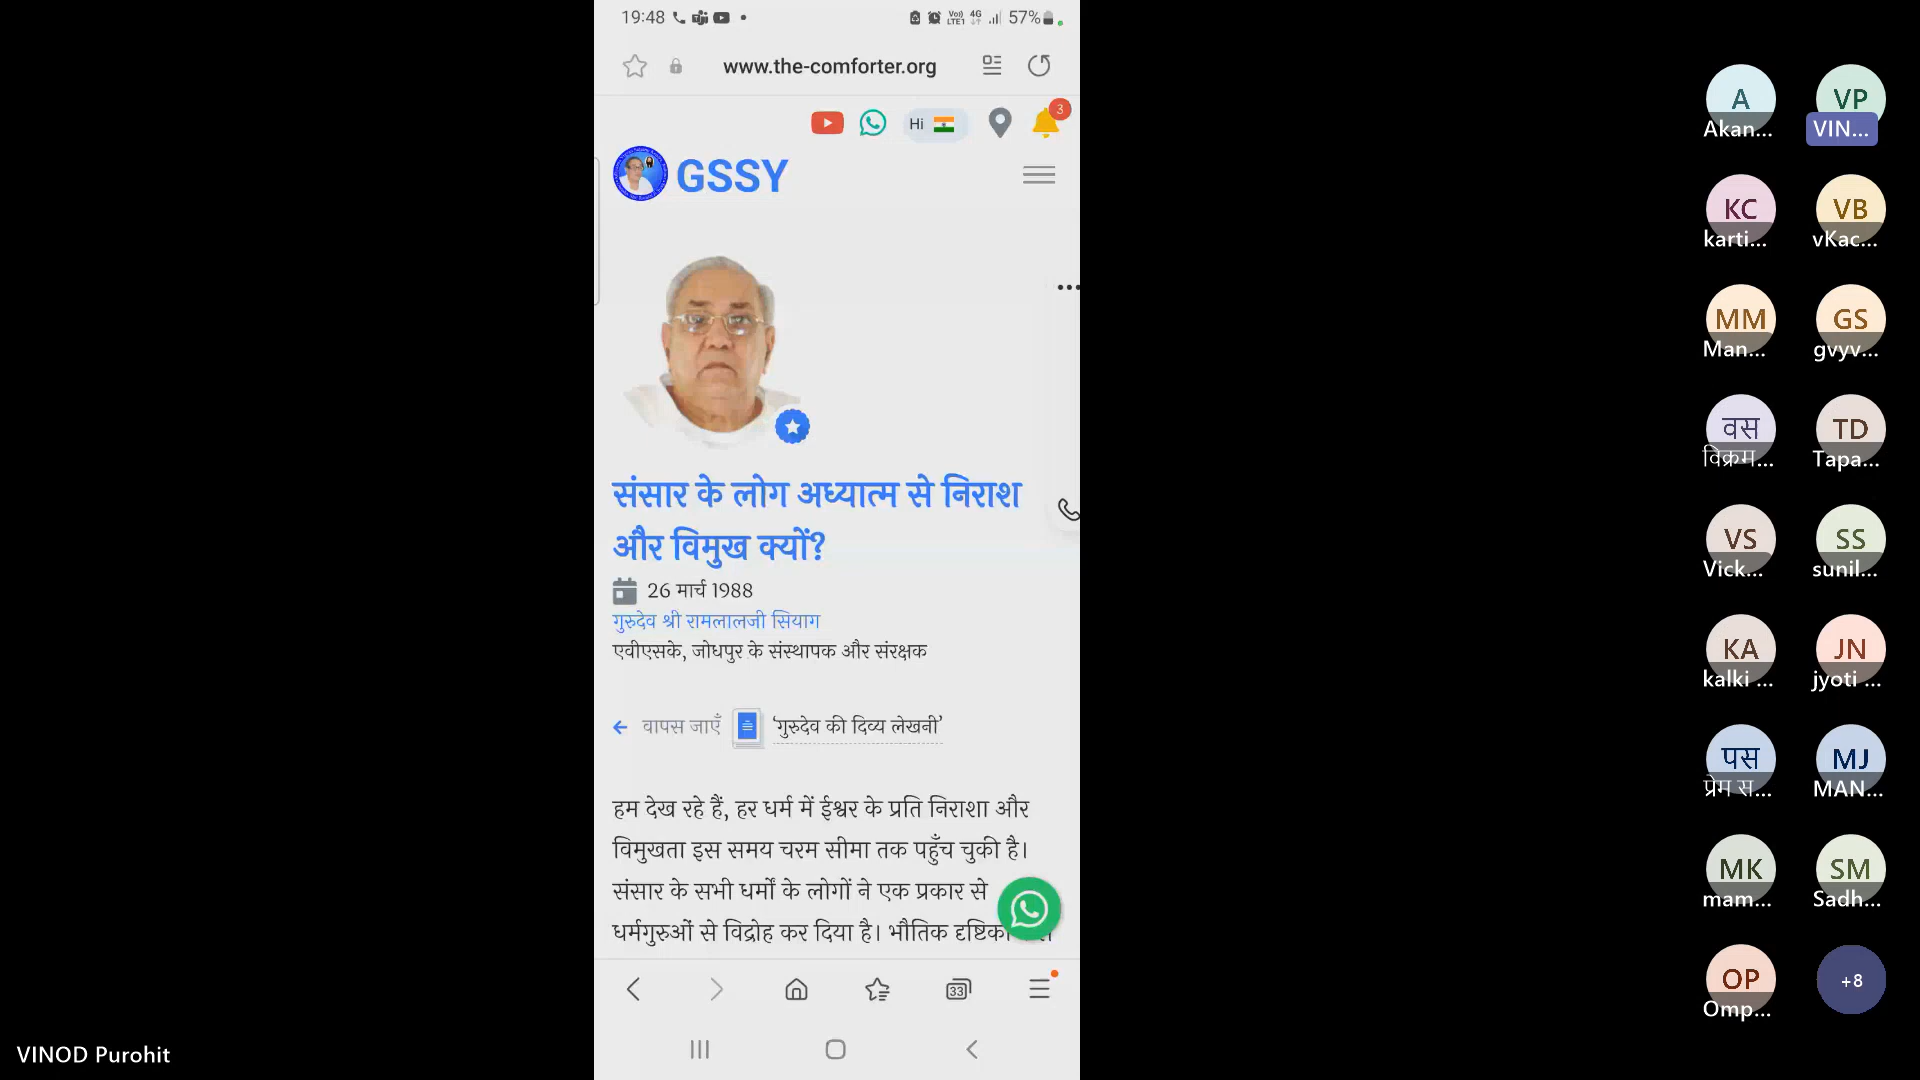 19:48
Vo))
LTE1
4G
57%
www.the-comforter.org
Hi
3
GSSY
संसार के लोग अध्यात्म से निराश
और विमुख क्यों?
26 मार्च 1988
गुरुदेव श्री रामलालजी सियाग
एवीएसके, जोधपुर के संस्थापक और संरक्षक
वापस जाएँ
‘गुरुदेव की दिव्य लेखनी’
हम देख रहे हैं, हर धर्म में ईश्वर के प्रति निराशा और
विमुखता इस समय चरम सीमा तक पहुँच चुकी है।
संसार के सभी धर्मों के लोगों ने एक प्रकार से
धर्मगुरुओं से विद्रोह कर दिया है। भौतिक
33
A VP
Akan... VIN...
KC VB
karti... vKac...
MM GS
Man... gvyv...
वस TD
विक्रम... Tapa...
VS SS
Vick... sunil...
KA JN
kalki ... jyoti ...
पस MJ
प्रेम स... MAN...
MK SM
mam... Sadh...
OP +8
Omp...
VINOD Purohit